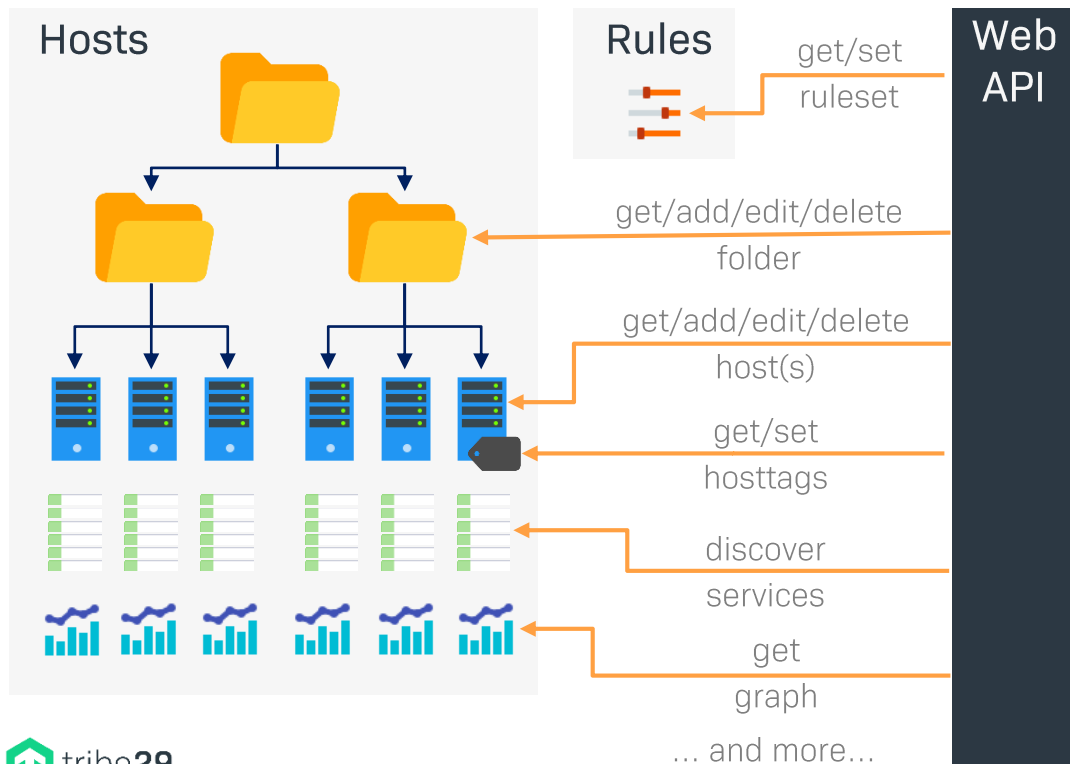 Hosts
Rules
Web
API
get/set
ruleset
get/add/edit/delete
folder
get/add/edit/delete
host(s)
get/set
hosttags
discover
services
get
graph
... and more...
tribe29